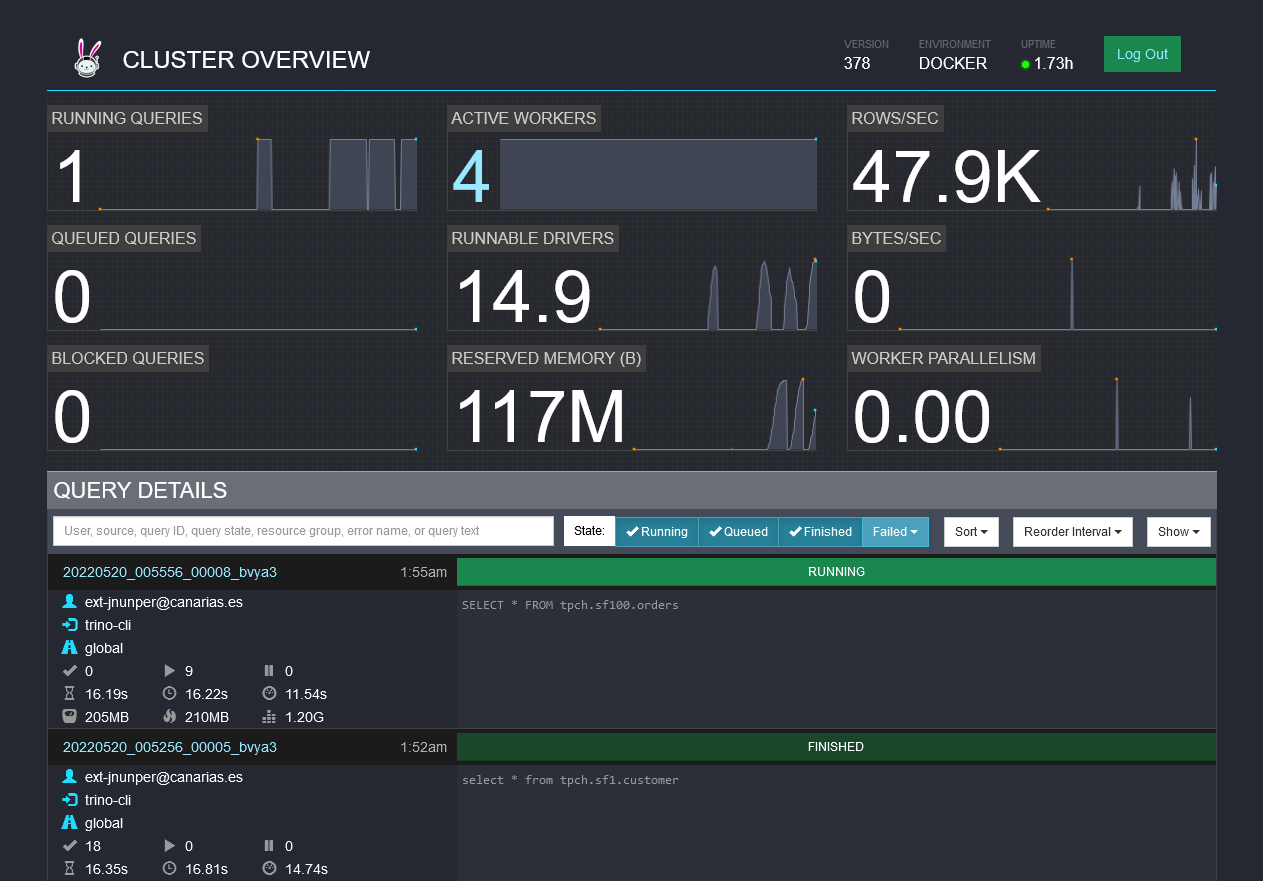 CLUSTER OVERVIEW
VERSION
378
ENVIRONMENT
DOCKER
UPTIME
1.73h
Log Out
RUNNING QUERIES
1
ACTIVE WORKERS
4
ROWS/SEC
47.9K
QUEUED QUERIES
0
RUNNABLE DRIVERS
14.9
BYTES/SEC
0
BLOCKED QUERIES
0
RESERVED MEMORY (B)
117M
WORKER PARALLELISM
0.00
QUERY DETAILS
User, source, query ID, query state, resource group, error name, or query text
State:
Running
Queued
Finished
Failed
Sort
Reorder Interval
Show
20220520_005556_00008_bvya3
1:55am
RUNNING
ext-jnunper@canarias.es
trino-cli
global
0 9 0
16.19s 16.22s 11.54s
205MB 210MB 1.20G
SELECT * FROM tpch.sf100.orders
20220520_005256_00005_bvya3
1:52am
FINISHED
ext-jnunper@canarias.es
trino-cli
global
18 0 0
16.35s 16.81s 14.74s
select * from tpch.sf1.customer